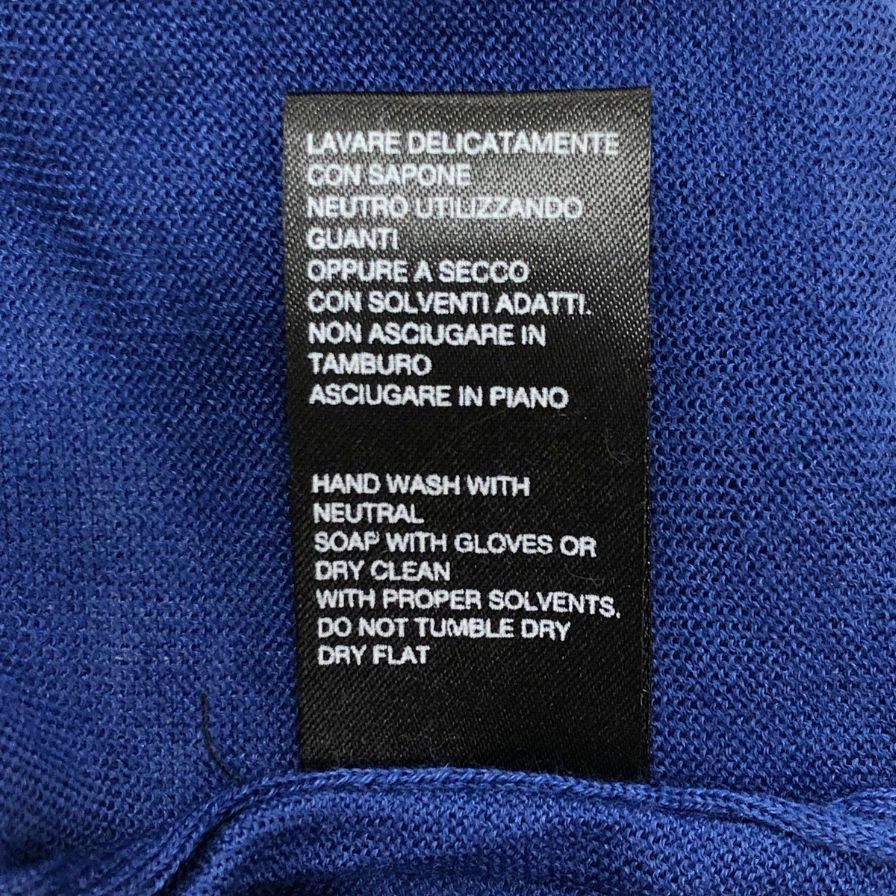 LAVARE DELICATAMENTE
CON SAPONE
NEUTRO UTILIZZANDO
GUANTI
OPPURE A SECCO
CON SOLVENTI ADATTI.
NON ASCIUGARE IN
TAMBURO
ASCIUGARE IN PIANO
HAND WASH WITH
NEUTRAL
SOAP WITH GLOVES OR
DRY CLEAN
WITH PROPER SOLVENTS.
DO NOT TUMBLE DRY
DRY FLAT